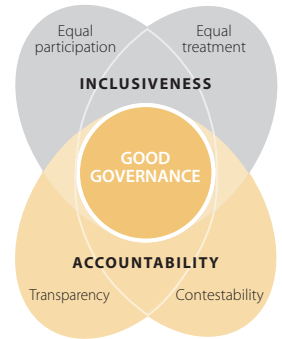 Equal
participation
Equal
treatment
INCLUSIVENESS
GOOD
GOVERNANCE
ACCOUNTABILITY
Transparency
Contestability